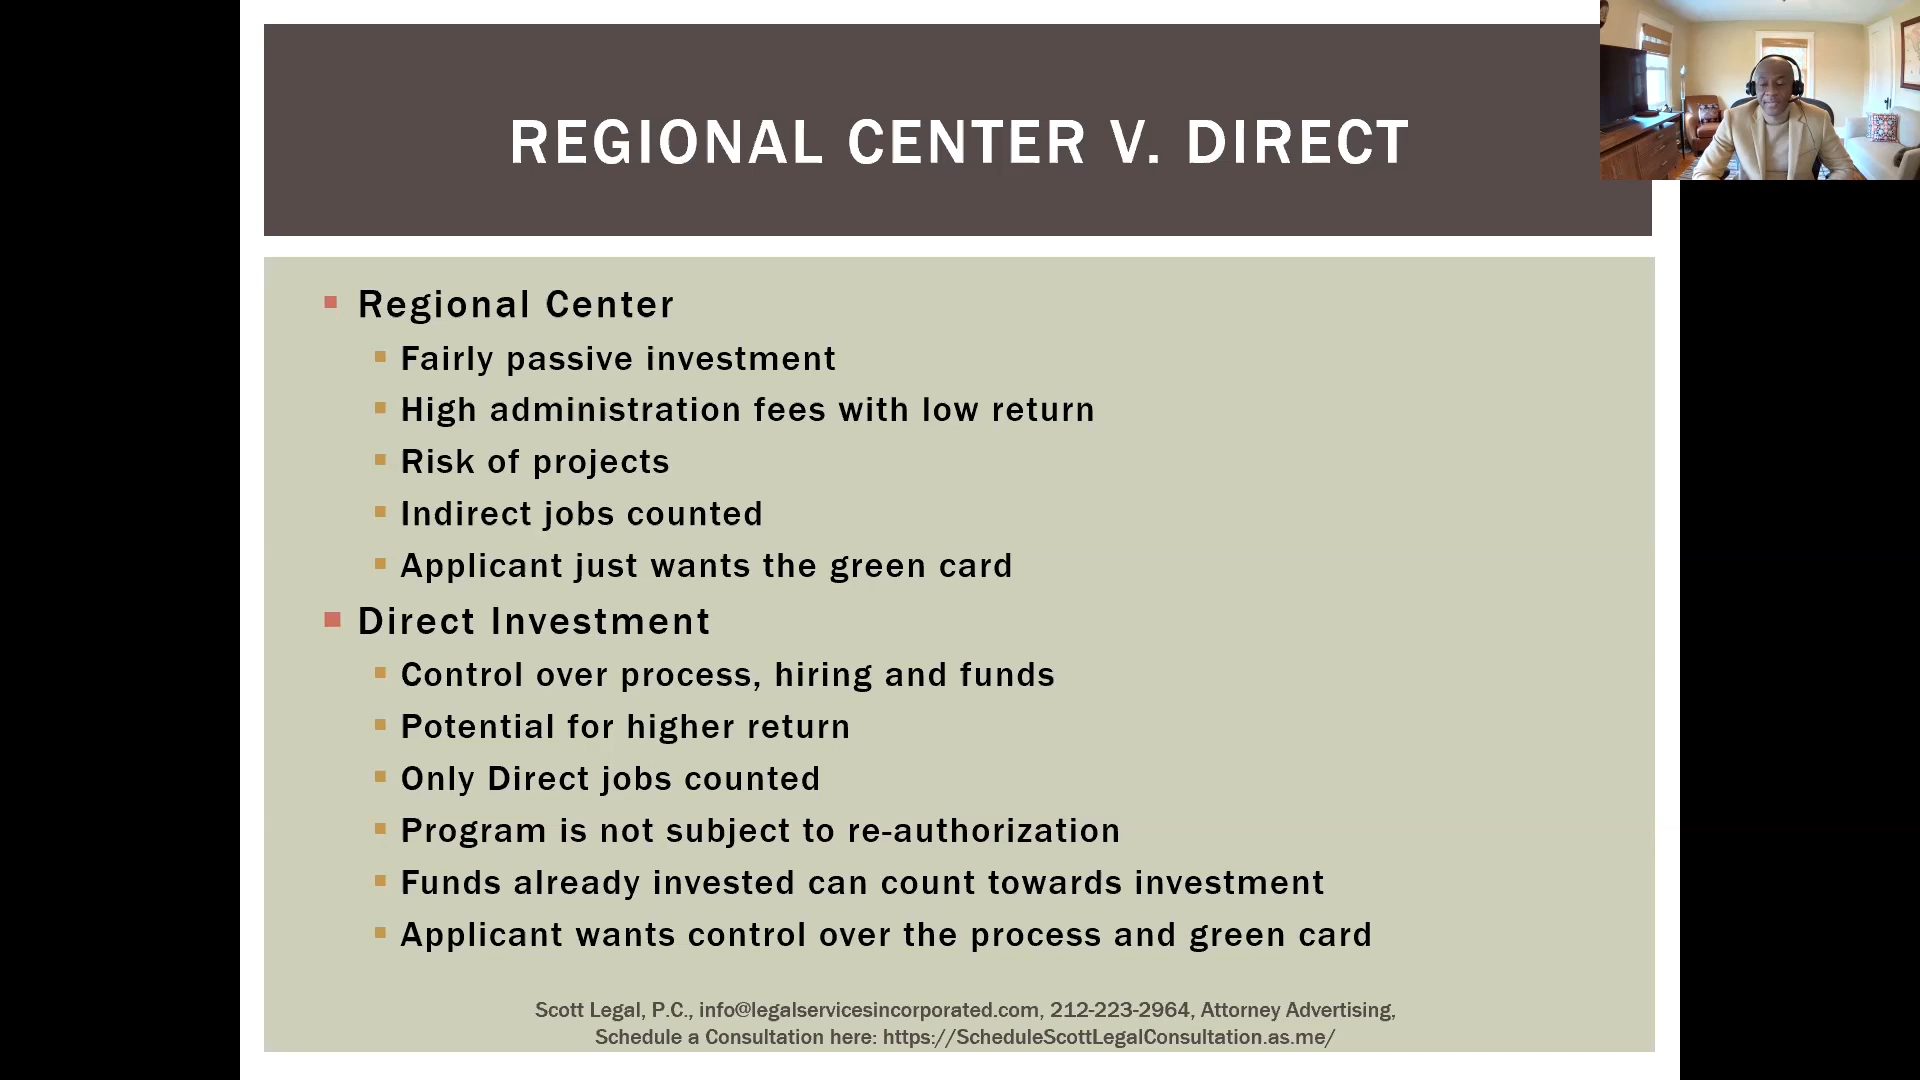 REGIONAL CENTER V. DIRECT
Regional Center
Fairly passive investment
High administration fees with low return
Risk of projects
Indirect jobs counted
Applicant just wants the green card
Direct Investment
Control over process, hiring and funds
Potential for higher return
Only Direct jobs counted
Program is not subject to re-authorization
Funds already invested can count towards investment
Applicant wants control over the process and green card
Scott Legal, P.C., info@legalservicesincorporated.com, 212-223-2964, Attorney Advertising,
Schedule a Consultation here: https://ScheduleScottLegalConsultation.as.me/